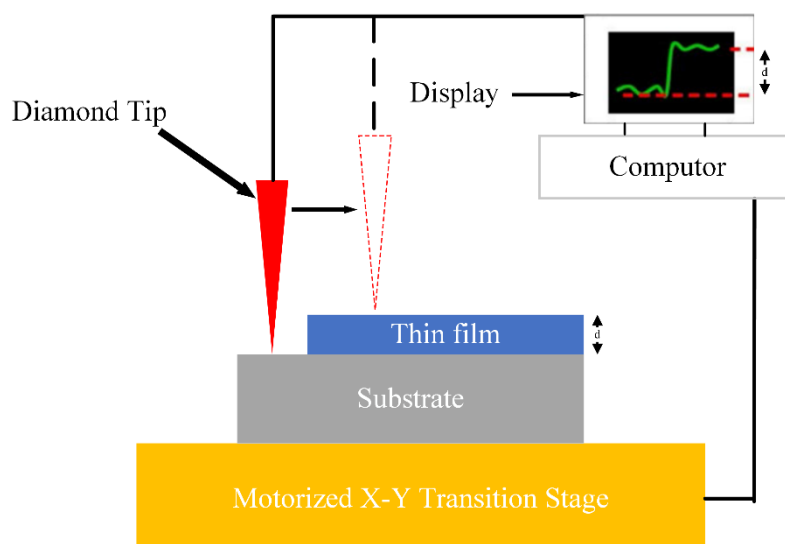 Display
d
Diamond Tip
Computor
Thin film
d
Substrate
Motorized X-Y Transition Stage